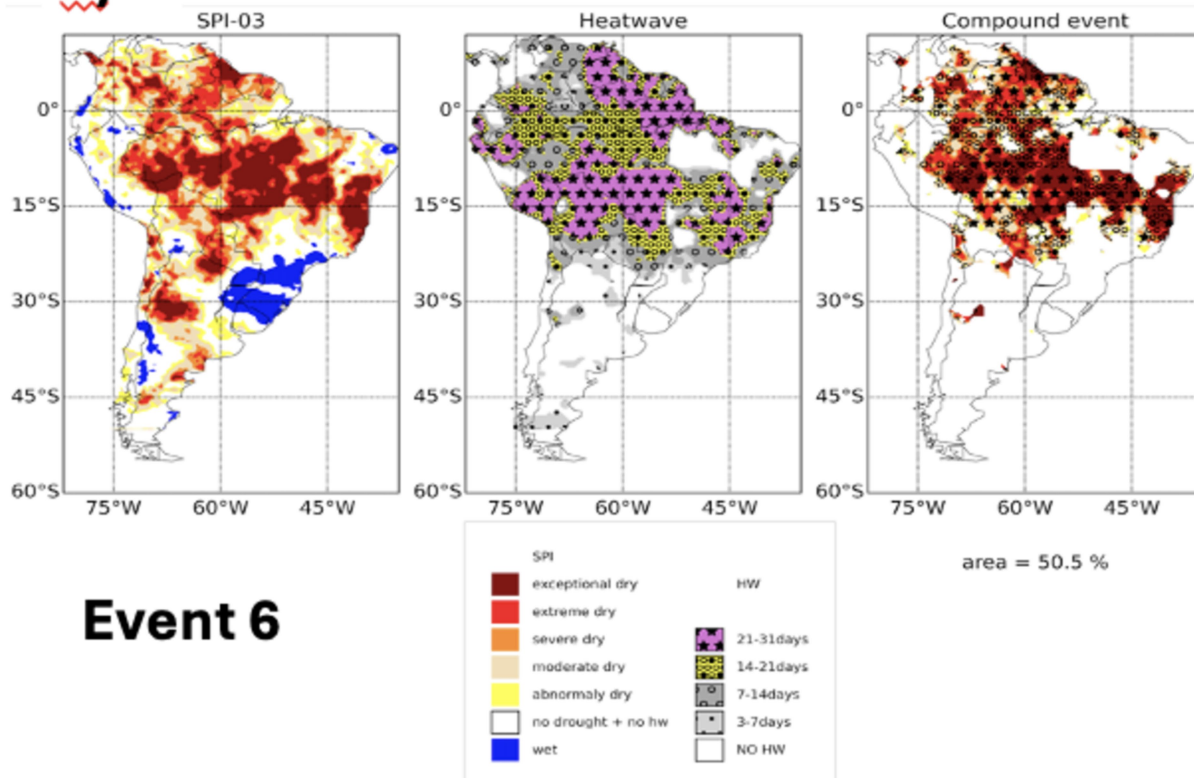 SPI-03 Heatwave Compound event
0° 0° 0°
15°S 15°S 15°S
30°S 30°S 30°S
45°S 45°S 45°S
60°S 60°S 60°S
75°W 60°W 45°W 75°W 60°W 45°W 75°W 60°W 45°W
area = 50.5 %
Event 6
SPI
exceptional dry HW
extreme dry
severe dry 21-31days
moderate dry 14-21days
abnormaly dry 7-14days
no drought + no hw 3-7days
wet NO HW